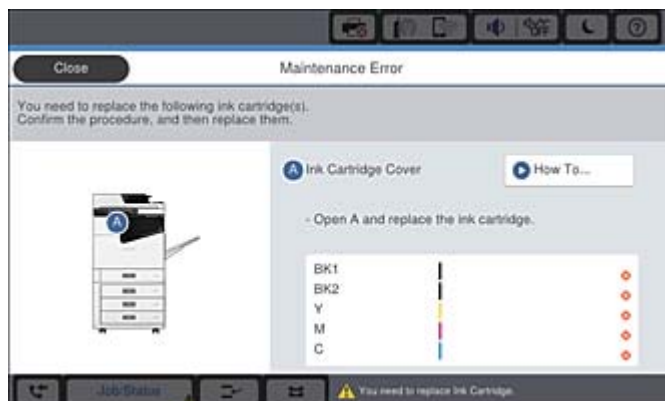 OFF
Close
Maintenance Error
You need to replace the following ink cartridge(s).
Confirm the procedure, and then replace them.
A Ink Cartridge Cover
How To...
A
- Open A and replace the ink cartridge.
BK1
BK2
Y
M
C
Job/Status
You need to replace Ink Cartridge.